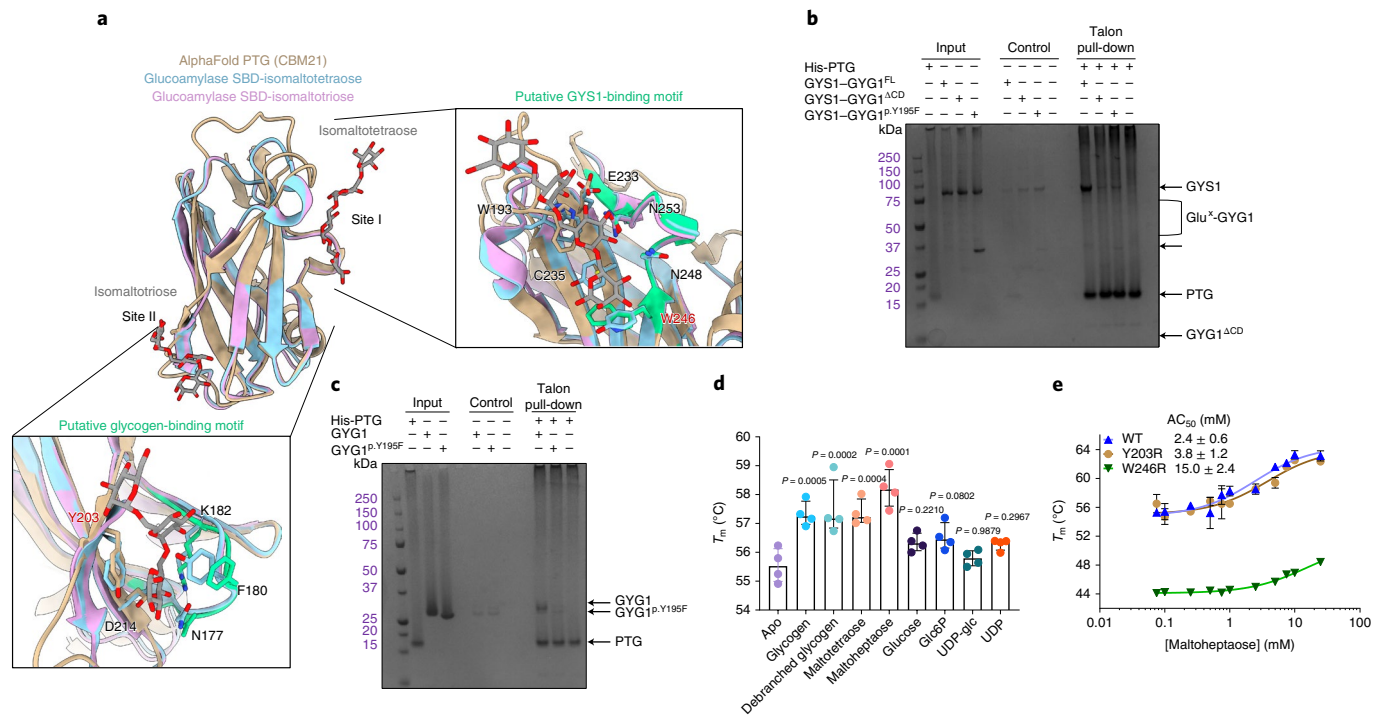 a
AlphaFold PTG (CBM21)
Glucoamylase SBD-isomaltotetraose
Glucoamylase SBD-isomaltotriose
Isomaltotetraose
Site I
Isomaltotriose
Site II
Putative GYS1-binding motif
E233
W193
N253
C235
N248
W246
Putative glycogen-binding motif
Y203
K182
F180
D214
N177
b
Input
Control
Talon
pull-down
His-PTG + – – – – – – – + + + +
GYS1–GYG1FL – + – – + – – – + – – –
GYS1–GYG1ΔCD – – + – – + – – – + – –
GYS1–GYG1p.Y195F – – – + – – + – – – + –
kDa
250
150
100
75
50
37
25
20
15
GYS1
Glux-GYG1
PTG
GYG1ΔCD
c
Input
Control
Talon
pull-down
His-PTG + – – – – – + + +
GYG1 – + – + – – + – –
GYG1p.Y195F – – + – + – – + –
kDa
250
150
100
75
50
37
25
20
15
GYG1
GYG1p.Y195F
PTG
d
Tm (°C)
60
59
58
57
56
55
54
P = 0.0005
P = 0.0002
P = 0.0004
P = 0.0001
P = 0.2210
P = 0.0802
P = 0.9879
P = 0.2967
Apo
Glycogen
Debranched glycogen
Maltotetraose
Maltoheptaose
Glucose
Glc6P
UDP-glc
UDP
e
AC50 (mM)
WT 2.4 ± 0.6
Y203R 3.8 ± 1.2
W246R 15.0 ± 2.4
Tm (°C)
64
60
56
52
48
44
0.01 0.1 1 10 100
[Maltoheptaose] (mM)